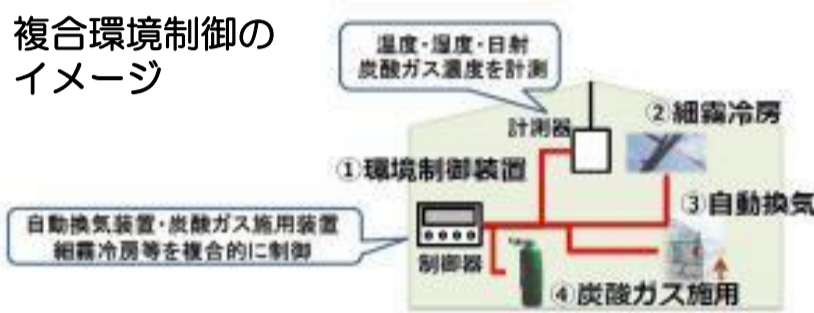 複合環境制御の
イメージ
温度・湿度・日射
炭酸ガス濃度を計測
計測器
②細霧冷房
①環境制御装置
③自動換気
自動換気装置・炭酸ガス施用装置
細霧冷房等を複合的に制御
制御器
④炭酸ガス施用